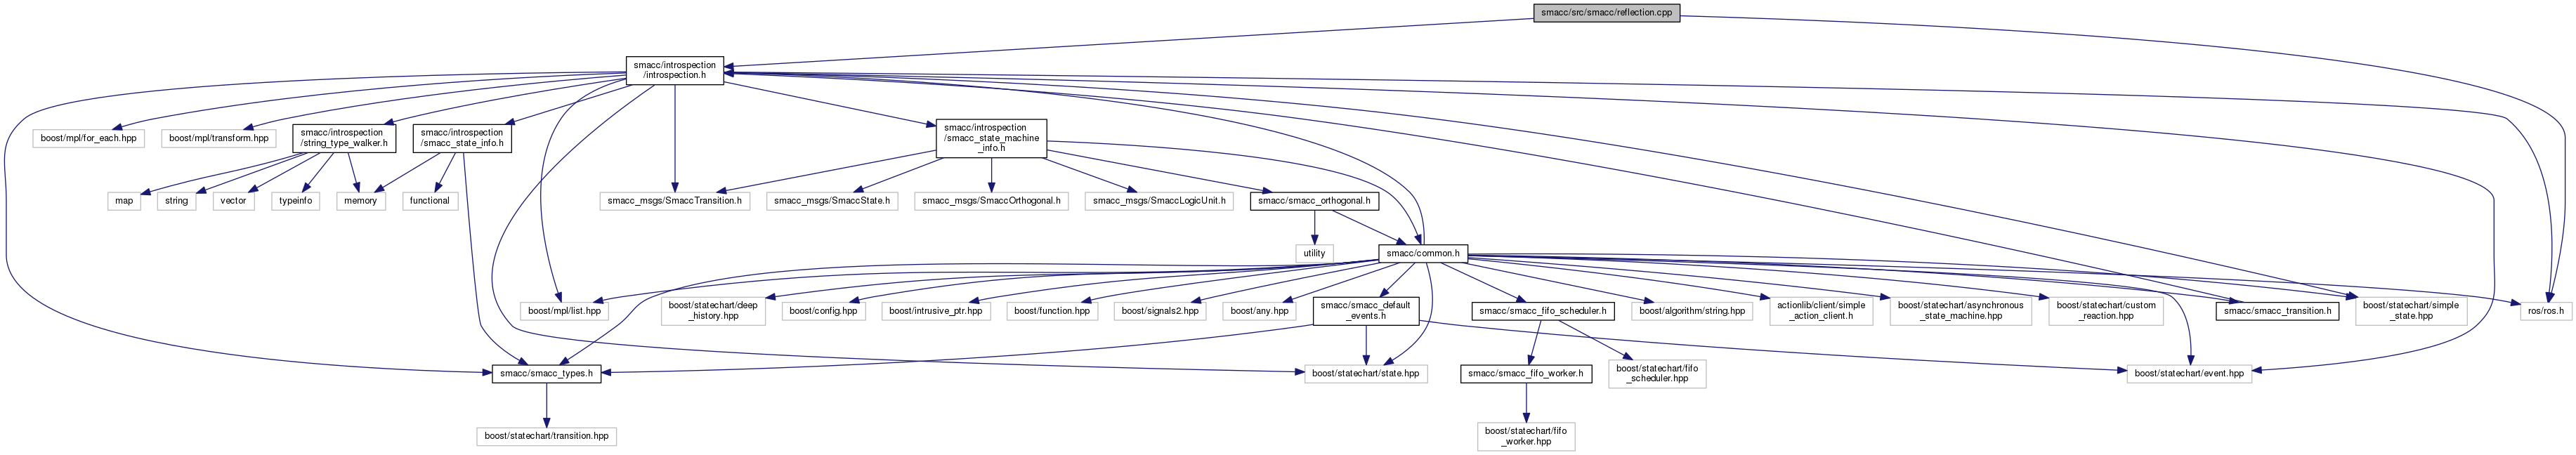 smacc/src/smacc/reflection.cpp
smacc/introspection
/introspection.h
boost/mpl/for_each.hpp
boost/mpl/transform.hpp
smacc/introspection
/string_type_walker.h
smacc/introspection
/smacc_state_info.h
smacc/introspection
/smacc_state_machine
_info.h
map
string
vector
typeinfo
memory
functional
smacc_msgs/SmaccTransition.h
smacc_msgs/SmaccState.h
smacc_msgs/SmaccOrthogonal.h
smacc_msgs/SmaccLogicUnit.h
smacc/smacc_orthogonal.h
utility
smacc/common.h
boost/mpl/list.hpp
boost/statechart/deep
_history.hpp
boost/config.hpp
boost/intrusive_ptr.hpp
boost/function.hpp
boost/signals2.hpp
boost/any.hpp
smacc/smacc_default
_events.h
smacc/smacc_fifo_scheduler.h
boost/algorithm/string.hpp
actionlib/client/simple
_action_client.h
boost/statechart/asynchronous
_state_machine.hpp
boost/statechart/custom
_reaction.hpp
smacc/smacc_transition.h
boost/statechart/simple
_state.hpp
ros/ros.h
smacc/smacc_types.h
boost/statechart/state.hpp
smacc/smacc_fifo_worker.h
boost/statechart/fifo
_scheduler.hpp
boost/statechart/event.hpp
boost/statechart/transition.hpp
boost/statechart/fifo
_worker.hpp